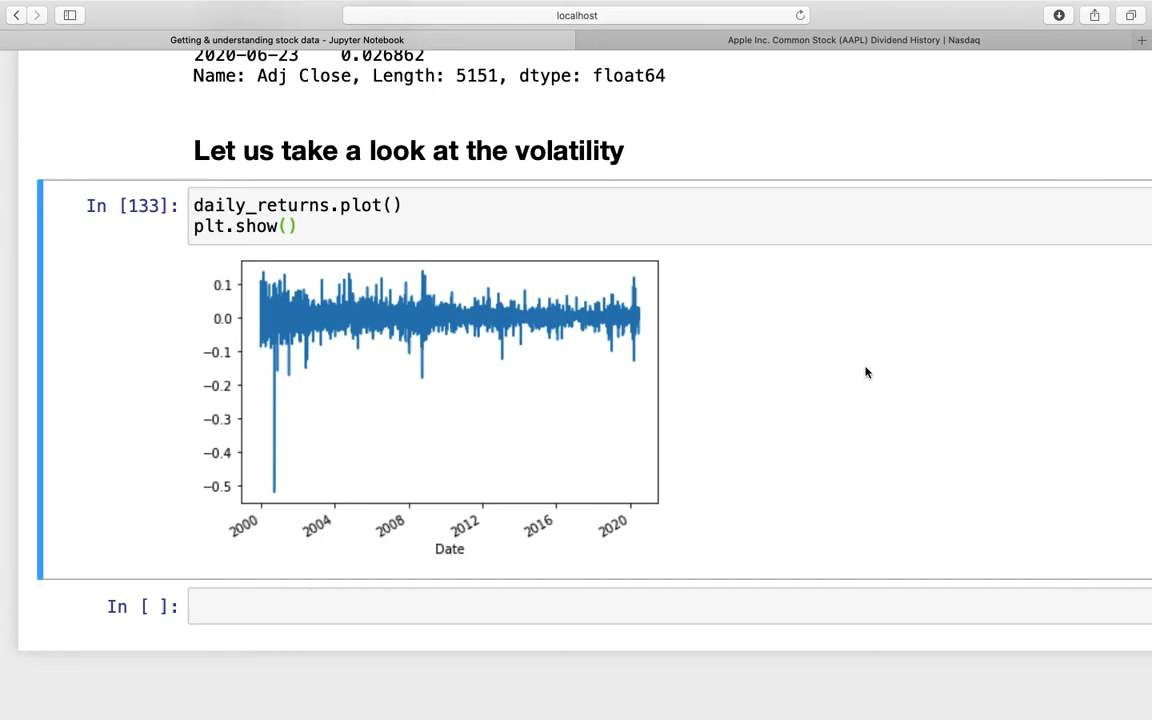 localhost
Getting & understanding stock data - Jupyter Notebook
Apple Inc. Common Stock (AAPL) Dividend History | Nasdaq
2020-06-23    0.026862
Name: Adj Close, Length: 5151, dtype: float64
Let us take a look at the volatility
In [133]:
daily_returns.plot()
plt.show()
0.1
0.0
−0.1
−0.2
−0.3
−0.4
−0.5
2000 2004 2008 2012 2016 2020
Date
In [ ]: